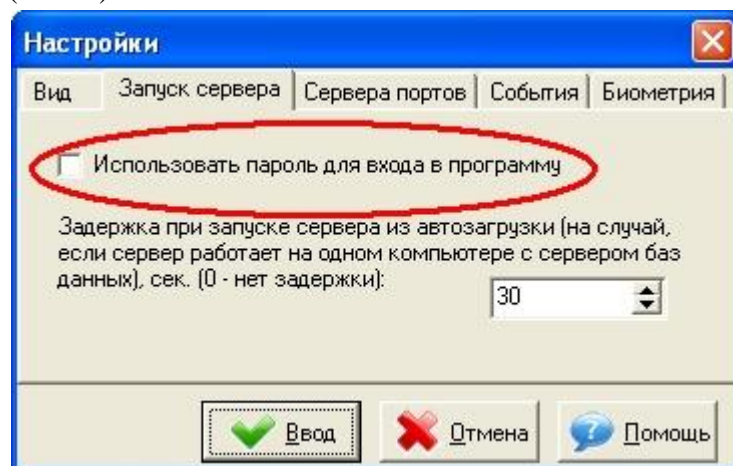 Настройки
Вид Запуск сервера Сервера портов События Биометрия
Использовать пароль для входа в программу
Задержка при запуске сервера из автозагрузки (на случай,
если сервер работает на одном компьютере с сервером баз
данных), сек. (0 - нет задержки):
30
Ввод Отмена Помощь